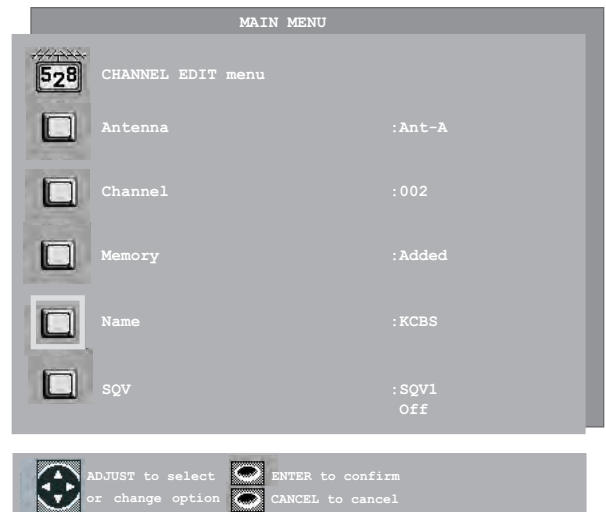 MAIN MENU
528
CHANNEL EDIT menu
Antenna :Ant-A
Channel :002
Memory :Added
Name :KCBS
SQV :SQV1
Off
ADJUST to select ENTER to confirm
or change option CANCEL to cancel